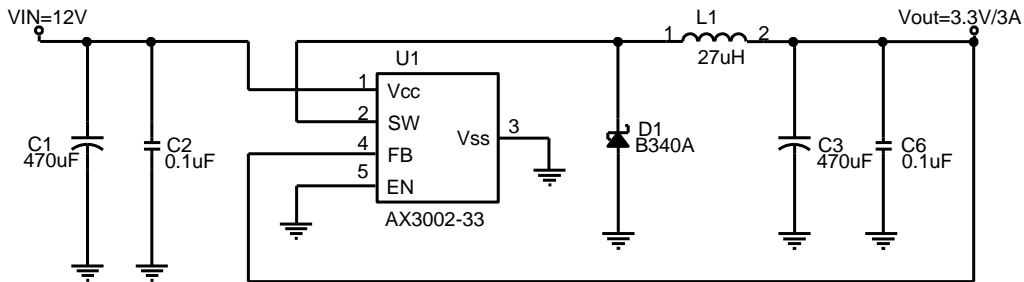 VIN=12V
L1
Vout=3.3V/3A
1
2
27uH
U1
1
Vcc
2
SW
Vss
3
4
FB
5
EN
AX3002-33
C1
470uF
C2
0.1uF
D1
B340A
C3
470uF
C6
0.1uF